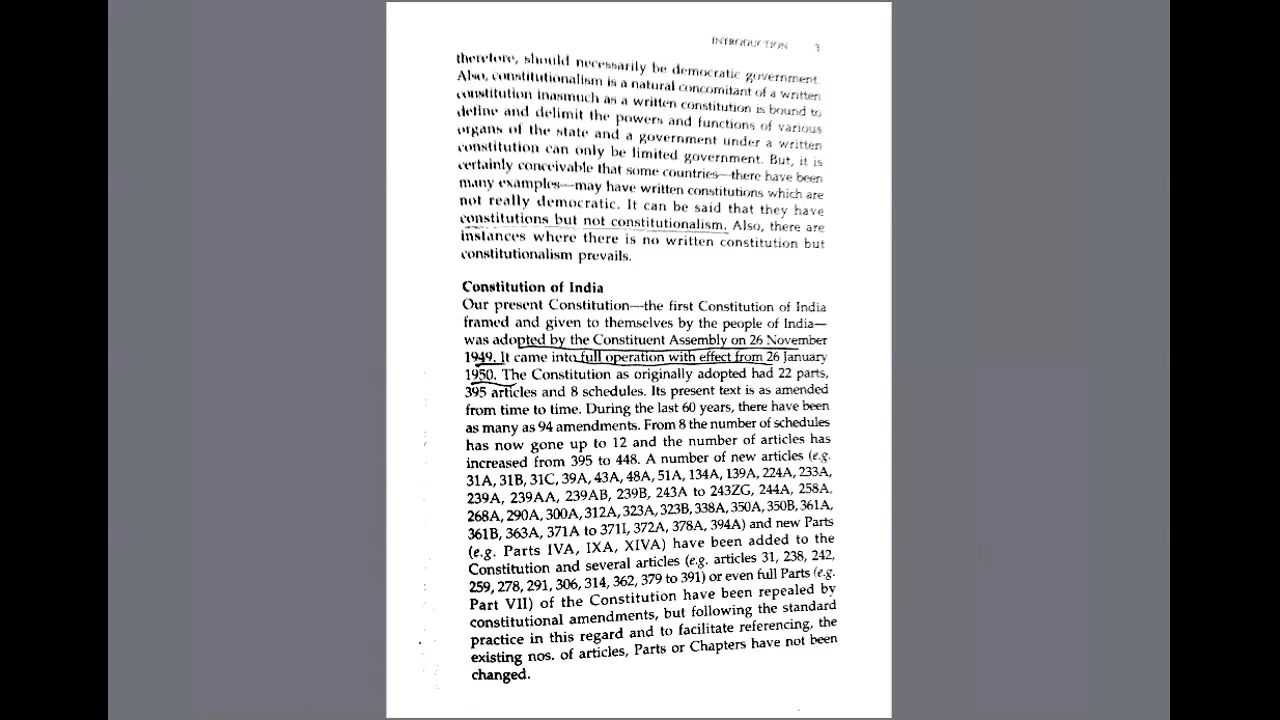 INTRODUCTION 3
therefore, should necessarily be democratic government.
Also, constitutionalism is a natural concomitant of a written
constitution inasmuch as a written constitution is bound to
define and delimit the powers and functions of various
organs of the state and a government under a written
constitution can only be limited government. But, it is
certainly conceivable that some countries—there have been
many examples—may have written constitutions which are
not really democratic. It can be said that they have
constitutions but not constitutionalism. Also, there are
instances where there is no written constitution but
constitutionalism prevails.
Constitution of India
Our present Constitution—the first Constitution of India
framed and given to themselves by the people of India—
was adopted by the Constituent Assembly on 26 November
1949. It came into full operation with effect from 26 January
1950. The Constitution as originally adopted had 22 parts,
395 articles and 8 schedules. Its present text is as amended
from time to time. During the last 60 years, there have been
as many as 94 amendments. From 8 the number of schedules
has now gone up to 12 and the number of articles has
increased from 395 to 448. A number of new articles (e.g.
31A, 31B, 31C, 39A, 43A, 48A, 51A, 134A, 139A, 224A, 233A,
239A, 239AA, 239AB, 239B, 243A to 243ZG, 244A, 258A,
268A, 290A, 300A, 312A, 323A, 323B, 338A, 350A, 350B, 361A,
361B, 363A, 371A to 371I, 372A, 378A, 394A) and new Parts
(e.g. Parts IVA, IXA, XIVA) have been added to the
Constitution and several articles (e.g. articles 31, 238, 242,
259, 278, 291, 306, 314, 362, 379 to 391) or even full Parts (e.g.
Part VII) of the Constitution have been repealed by
constitutional amendments, but following the standard
practice in this regard and to facilitate referencing, the
existing nos. of articles, Parts or Chapters have not been
changed.